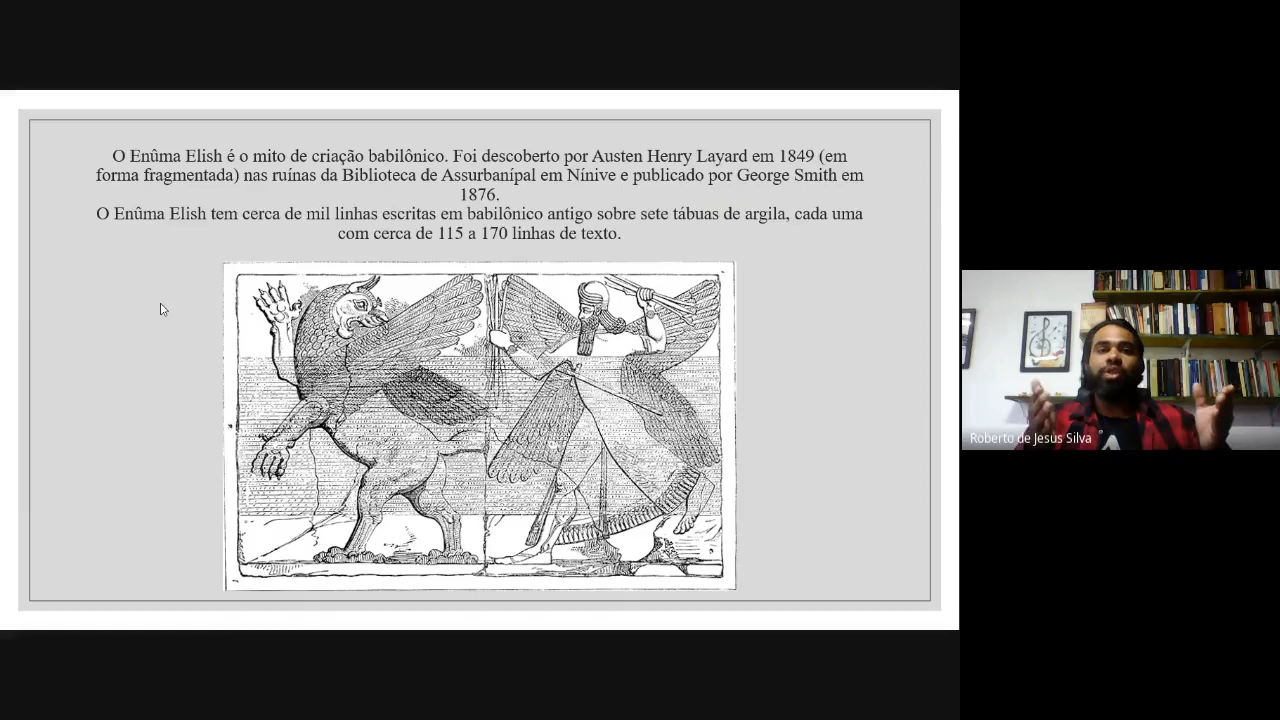 O Enûma Elish é o mito de criação babilônico. Foi descoberto por Austen Henry Layard em 1849 (em
forma fragmentada) nas ruínas da Biblioteca de Assurbanípal em Nínive e publicado por George Smith em
1876.
O Enûma Elish tem cerca de mil linhas escritas em babilônico antigo sobre sete tábuas de argila, cada uma
com cerca de 115 a 170 linhas de texto.
Roberto de Jesus Silva